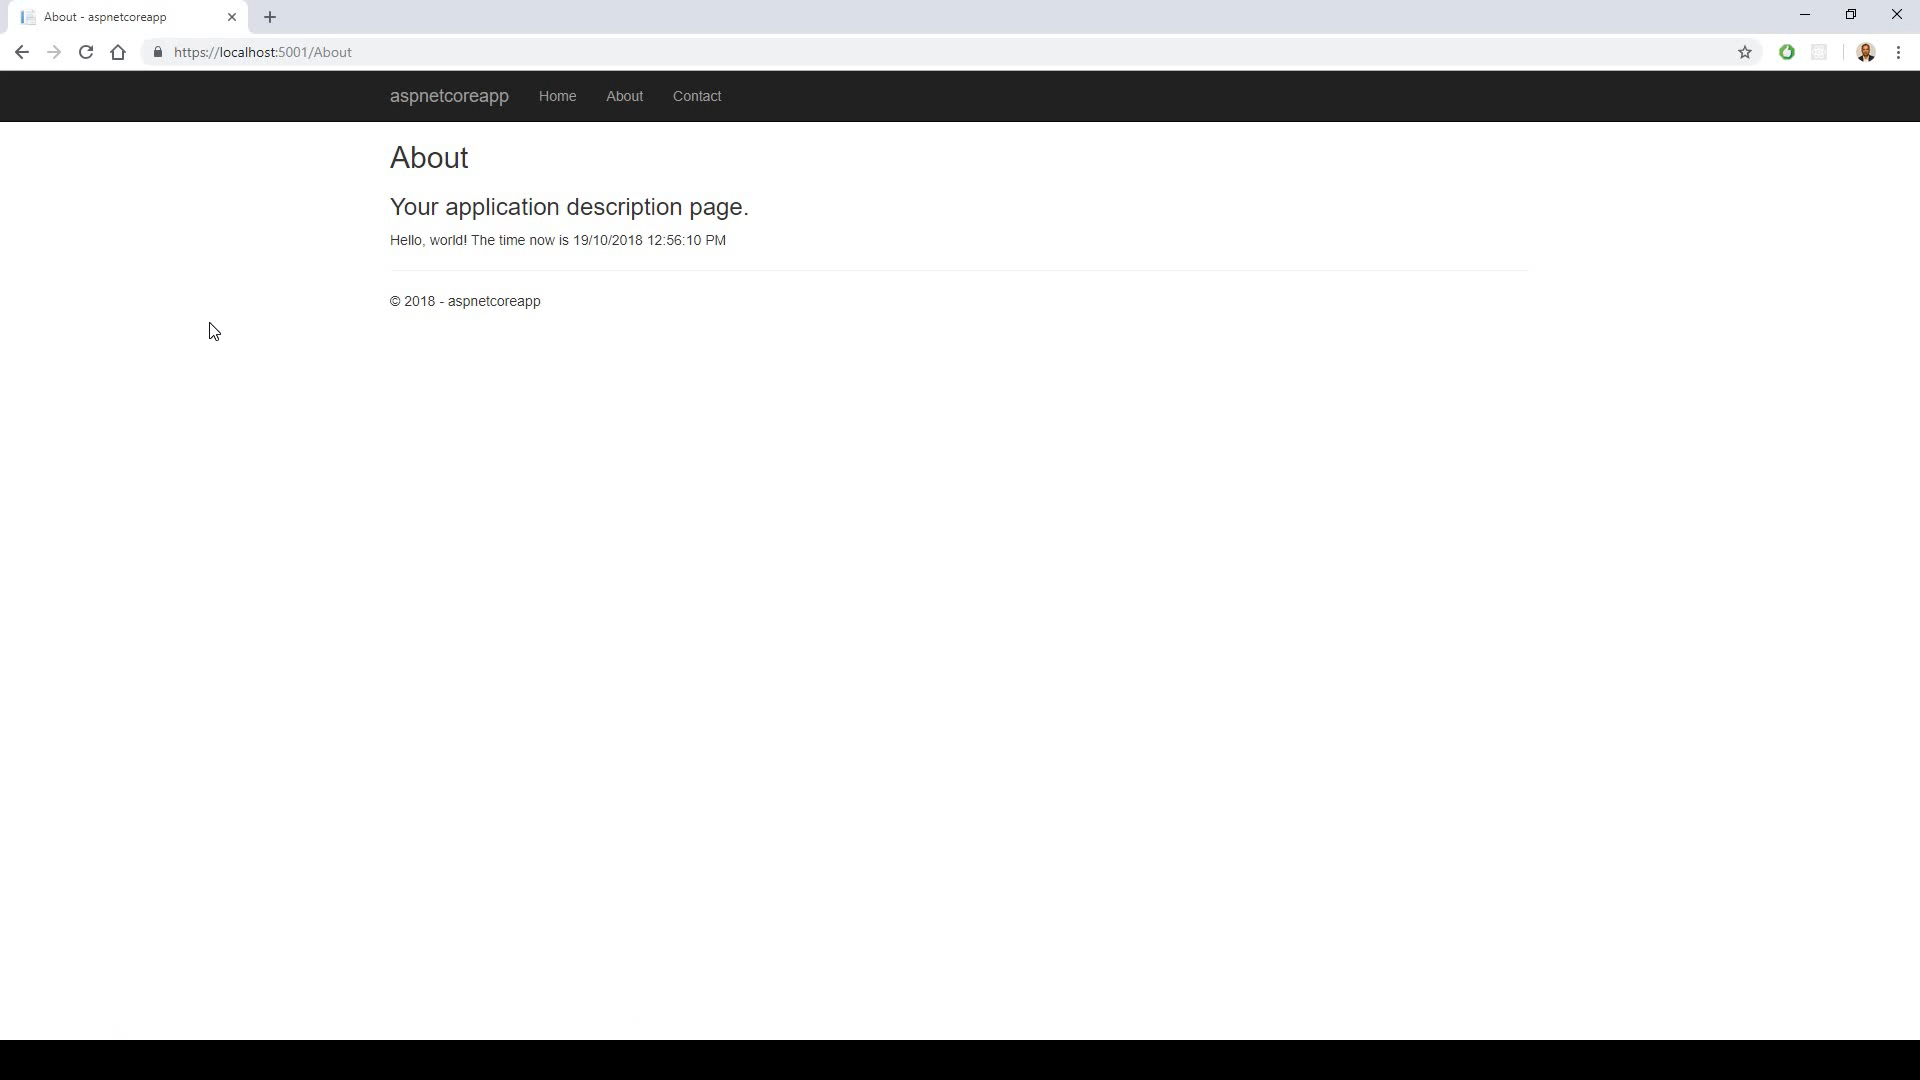 About - aspnetcoreapp
https://localhost:5001/About
aspnetcoreapp Home About Contact
About
Your application description page.
Hello, world! The time now is 19/10/2018 12:56:10 PM
© 2018 - aspnetcoreapp